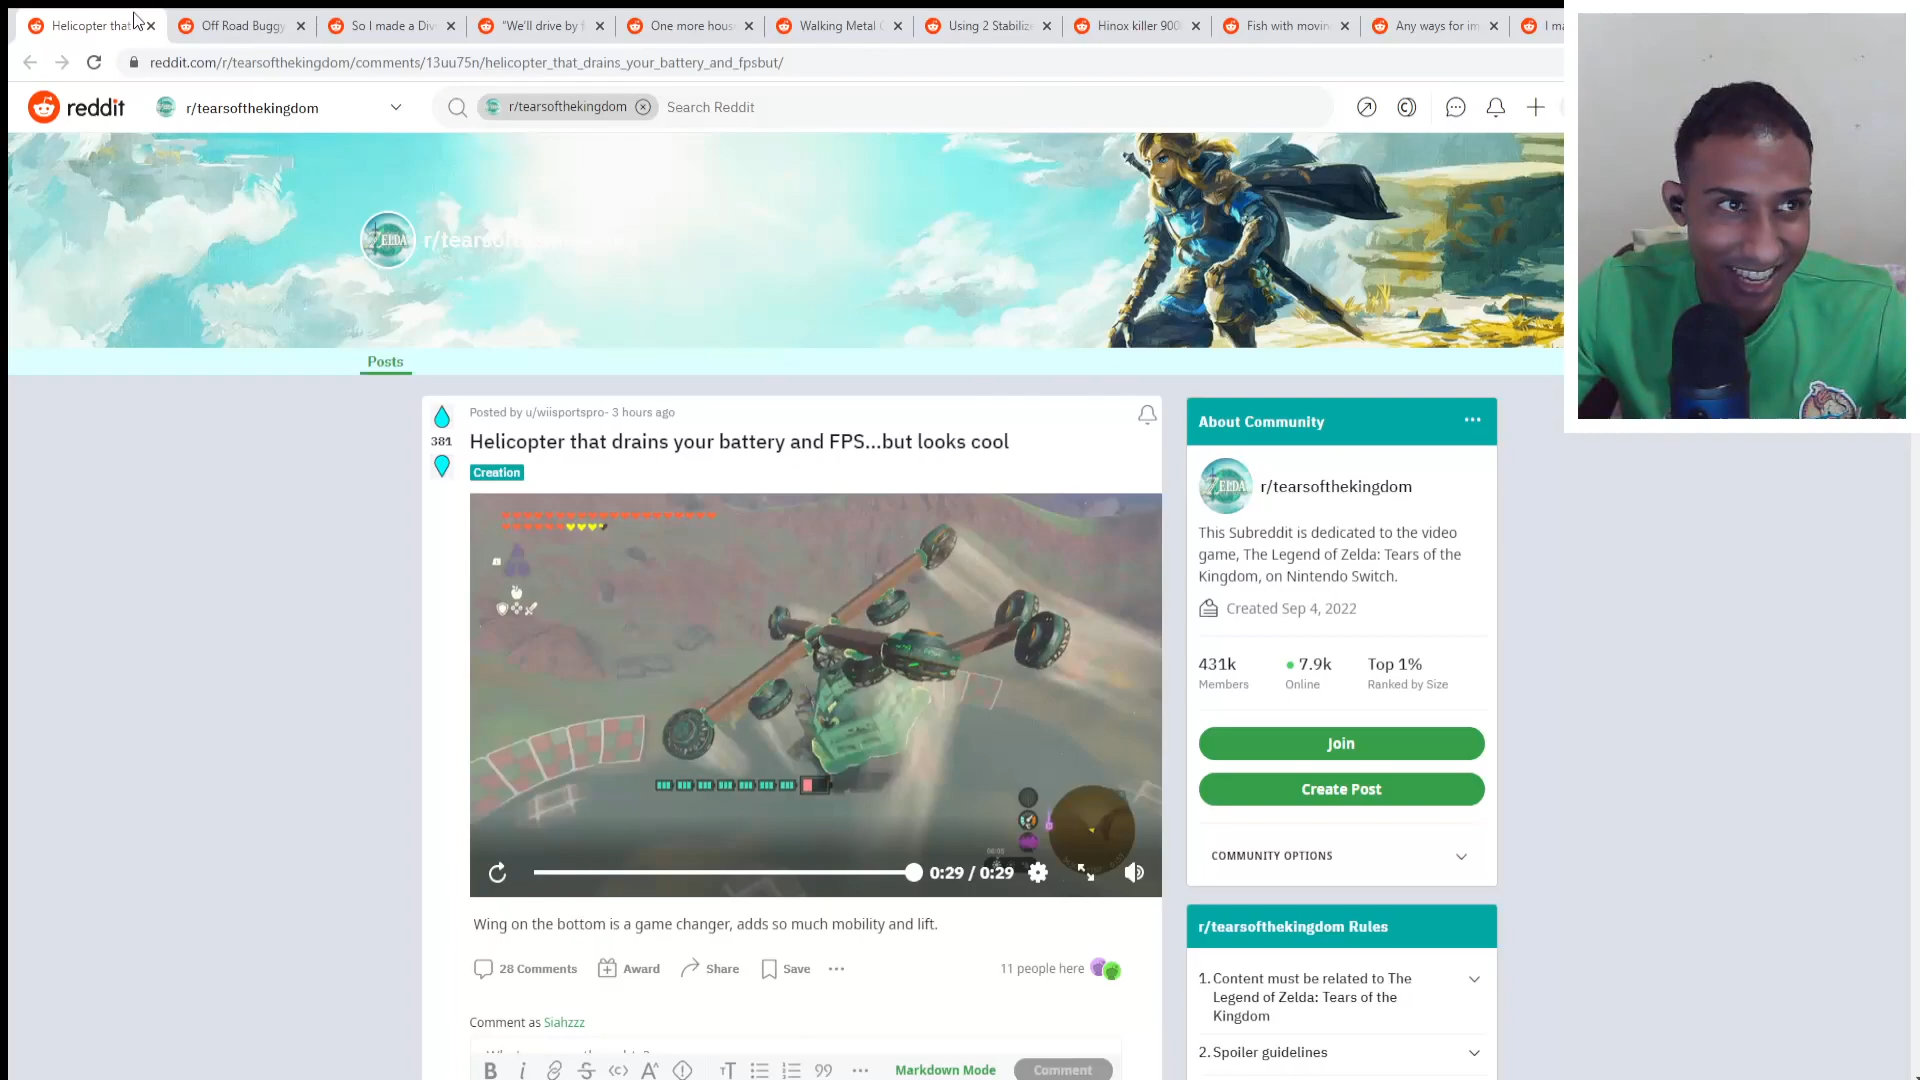 Helicopter that
Off Road Buggy
So I made a Div
"We'll drive by
One more hous
Walking Metal
Using 2 Stabiliz
Hinox killer 900
Fish with movin
Any ways for im
I ma
reddit.com/r/tearsofthekingdom/comments/13uu75n/helicopter_that_drains_your_battery_and_fpsbut/
reddit
r/tearsofthekingdom
r/tearsofthekingdom
Search Reddit
ZELDA
Posts
Posted by u/wiisportspro- 3 hours ago
381
Helicopter that drains your battery and FPS...but looks cool
Creation
0:29 / 0:29
Wing on the bottom is a game changer, adds so much mobility and lift.
28 Comments
Award
Share
Save
11 people here
Comment as Siahzzz
Markdown Mode
Comment
About Community
ZELDA
r/tearsofthekingdom
This Subreddit is dedicated to the video
game, The Legend of Zelda: Tears of the
Kingdom, on Nintendo Switch.
Created Sep 4, 2022
431k
Members
7.9k
Online
Top 1%
Ranked by Size
Join
Create Post
COMMUNITY OPTIONS
r/tearsofthekingdom Rules
1. Content must be related to The
Legend of Zelda: Tears of the
Kingdom
2. Spoiler guidelines